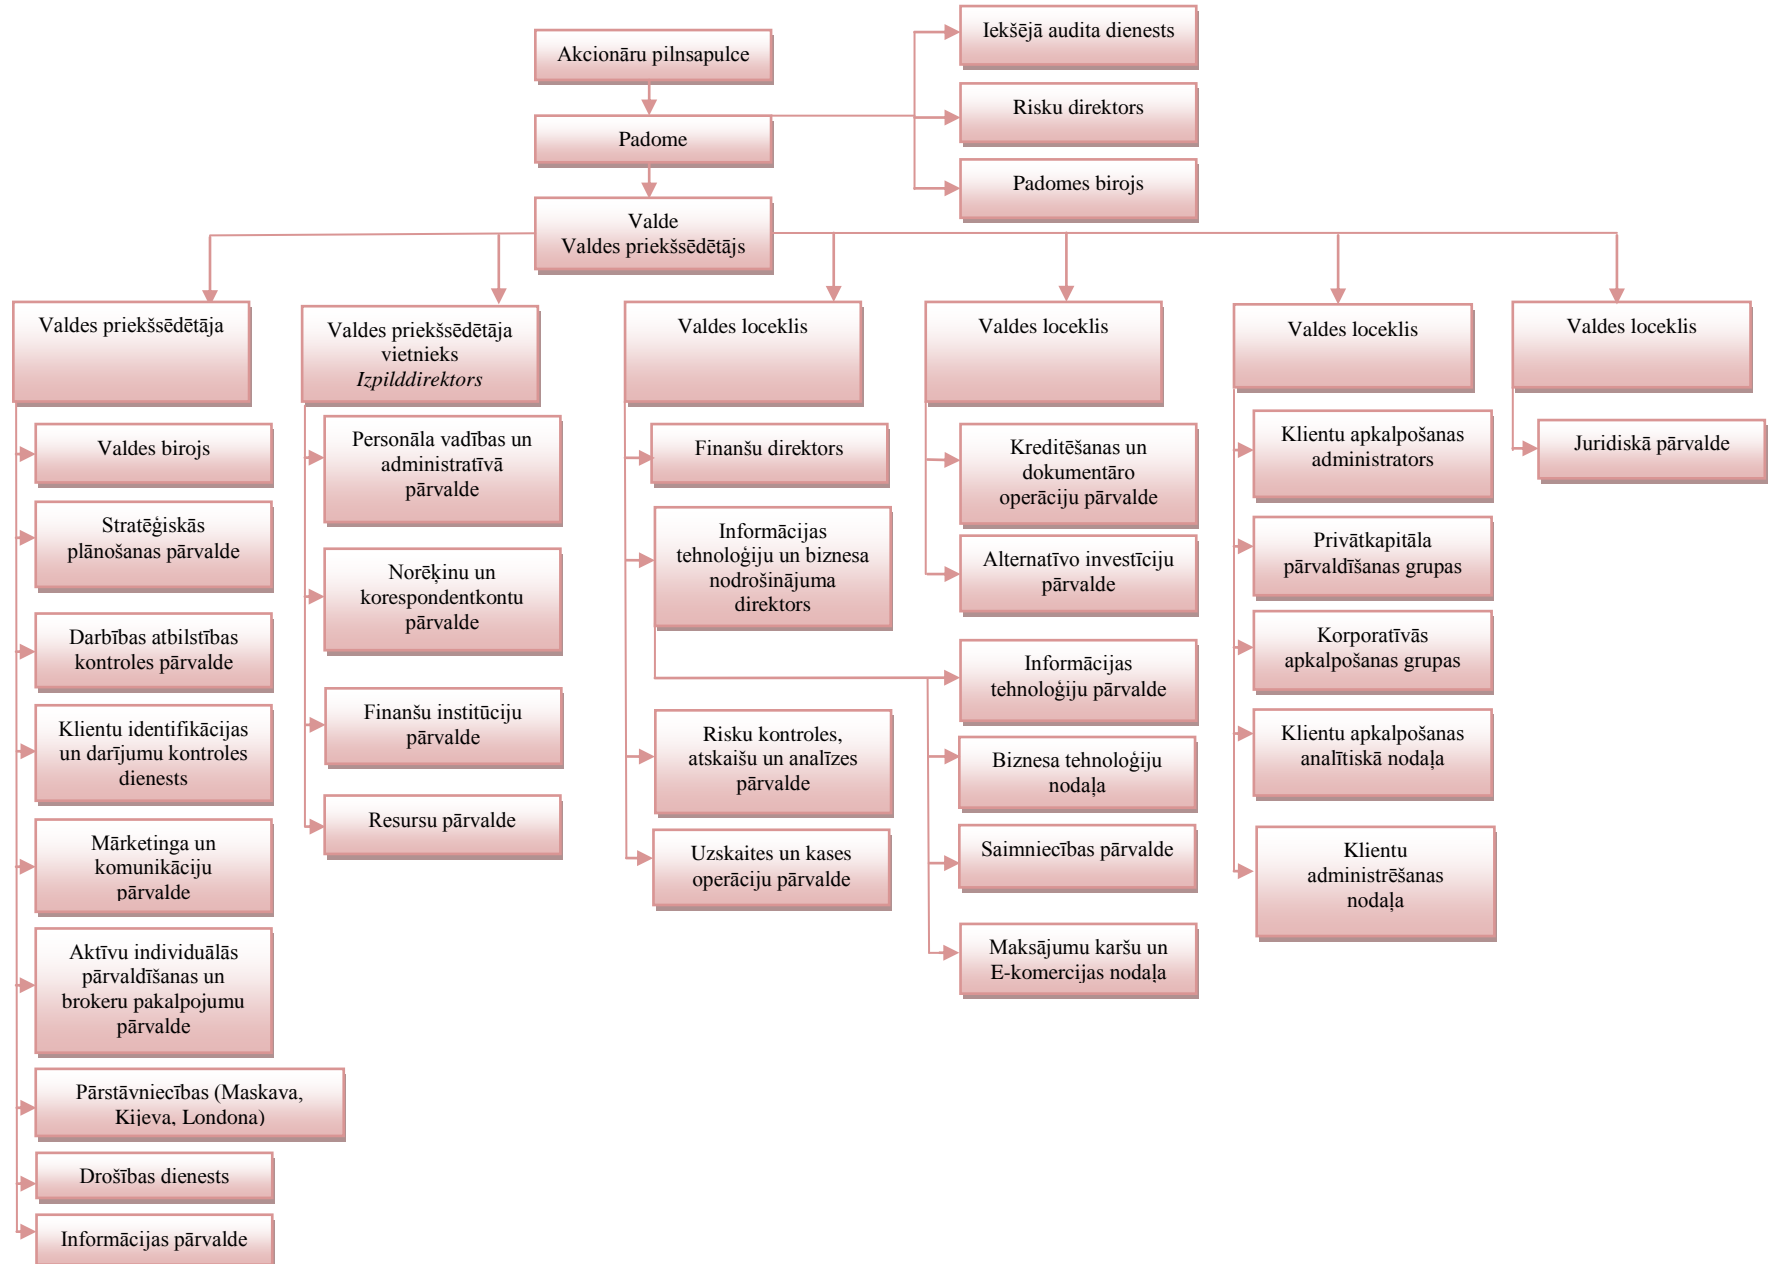 Akcionāru pilnsapulce
Padome
Valde
Valdes priekšsēdētājs
Iekšējā audita dienests
Risku direktors
Padomes birojs
Valdes priekšsēdētāja
Valdes birojs
Stratēģiskās
plānošanas pārvalde
Darbības atbilstības
kontroles pārvalde
Klientu identifikācijas
un darījumu kontroles
dienests
Mārketinga un
komunikāciju
pārvalde
Aktīvu individuālās
pārvaldīšanas un
brokeru pakalpojumu
pārvalde
Pārstāvniecības (Maskava,
Kijeva, Londona)
Drošības dienests
Informācijas pārvalde
Valdes priekšsēdētāja
vietnieks
Izpilddirektors
Personāla vadības un
administratīvā
pārvalde
Norēķinu un
korespondentkontu
pārvalde
Finanšu institūciju
pārvalde
Resursu pārvalde
Valdes loceklis
Finanšu direktors
Informācijas
tehnoloģiju un biznesa
nodrošinājuma
direktors
Risku kontroles,
atskaišu un analīzes
pārvalde
Uzskaites un kases
operāciju pārvalde
Valdes loceklis
Kreditēšanas un
dokumentāro
operāciju pārvalde
Alternatīvo investīciju
pārvalde
Informācijas
tehnoloģiju pārvalde
Biznesa tehnoloģiju
nodaļa
Saimniecības pārvalde
Maksājumu karšu un
E-komercijas nodaļa
Valdes loceklis
Klientu apkalpošanas
administrators
Privātkapitāla
pārvaldīšanas grupas
Korporatīvās
apkalpošanas grupas
Klientu apkalpošanas
analītiskā nodaļa
Klientu
administrēšanas
nodaļa
Valdes loceklis
Juridiskā pārvalde